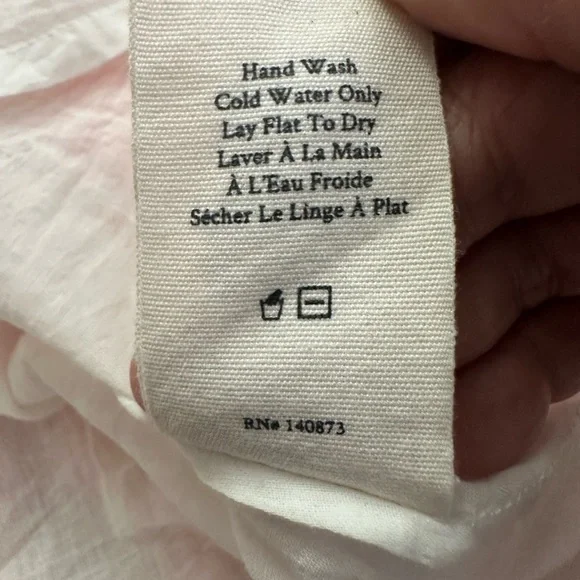 Hand Wash
Cold Water Only
Lay Flat To Dry
Laver À La Main
À L'Eau Froide
Sécher Le Linge À Plat
RN# 140873